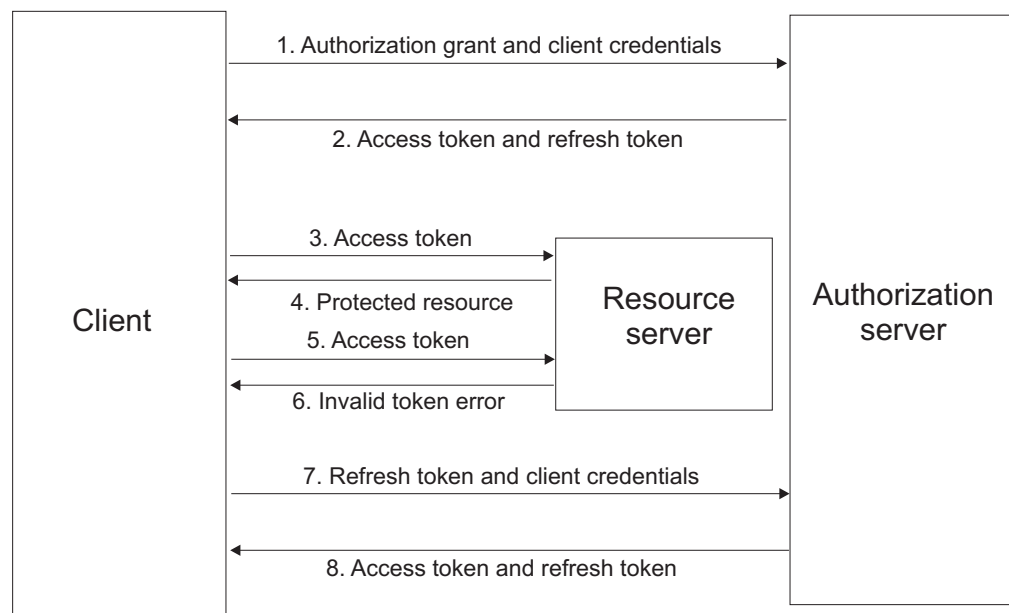 1. Authorization grant and client credentials
2. Access token and refresh token
3. Access token
4. Protected resource
5. Access token
6. Invalid token error
7. Refresh token and client credentials
8. Access token and refresh token
Client
Resource
server
Authorization
server